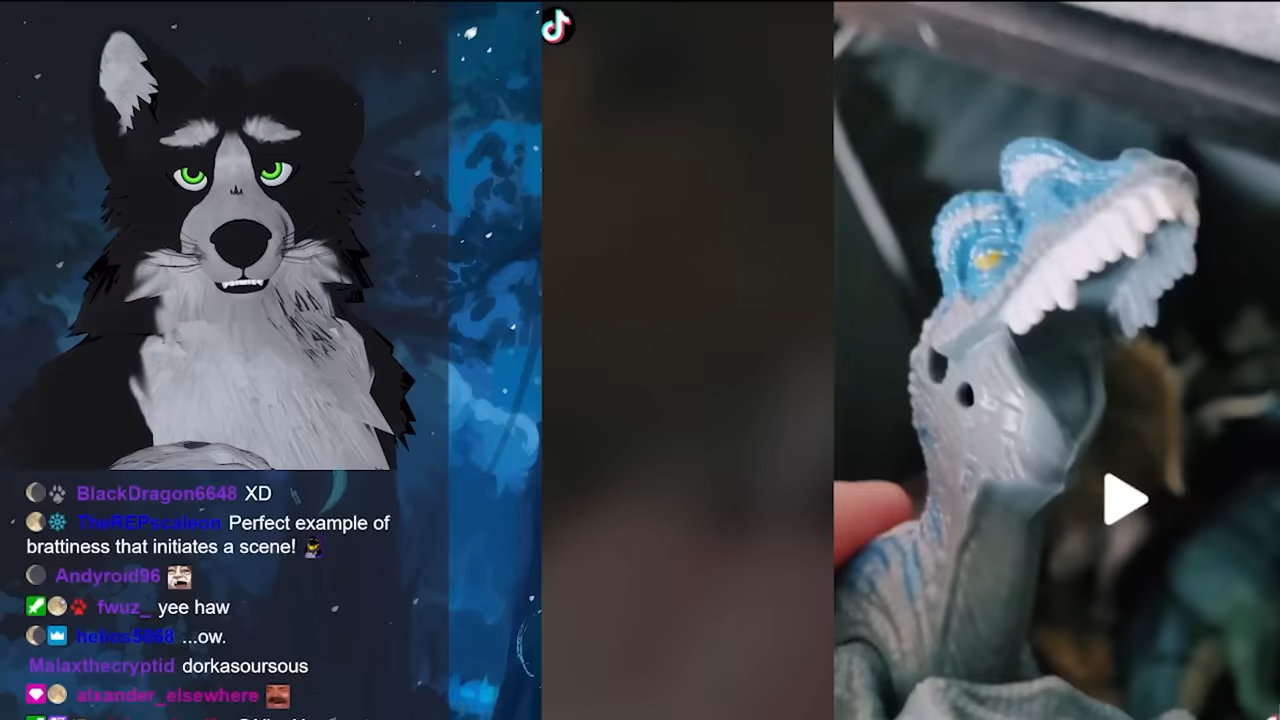 BlackDragon6648 XD
TheREPscaleon Perfect example of
brattiness that initiates a scene!
Andyroid96
fwuz_ yee haw
helios5868 ...ow.
Malaxthecryptid dorkasoursous
alxander_elsewhere